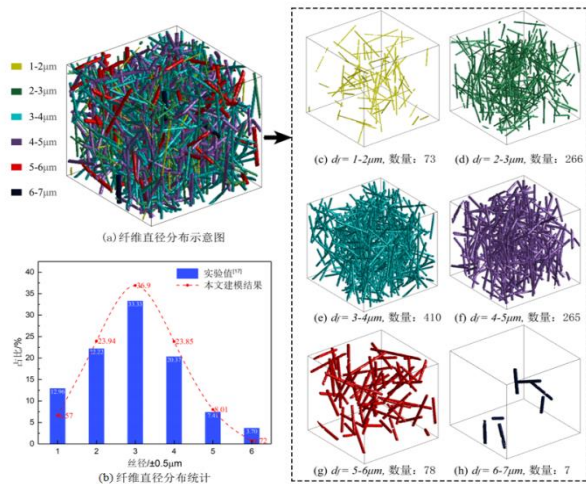 1-2μm
2-3μm
3-4μm
4-5μm
5-6μm
6-7μm
(a)纤维直径分布示意图
(c) df= 1-2μm, 数量：73
(d) df= 2-3μm, 数量：266
(e) df= 3-4μm, 数量：410
(f) df= 4-5μm, 数量：265
(g) df= 5-6μm, 数量：78
(h) df= 6-7μm, 数量：7
占比/%
40
35
30
25
20
15
10
5
0
实验值[17]
本文建模结果
12.96
22.22
23.94
36.9
33.33
23.85
20.37
7.41
8.01
3.70
1
2
3
4
5
6
丝径/±0.5μm
(b)纤维直径分布统计